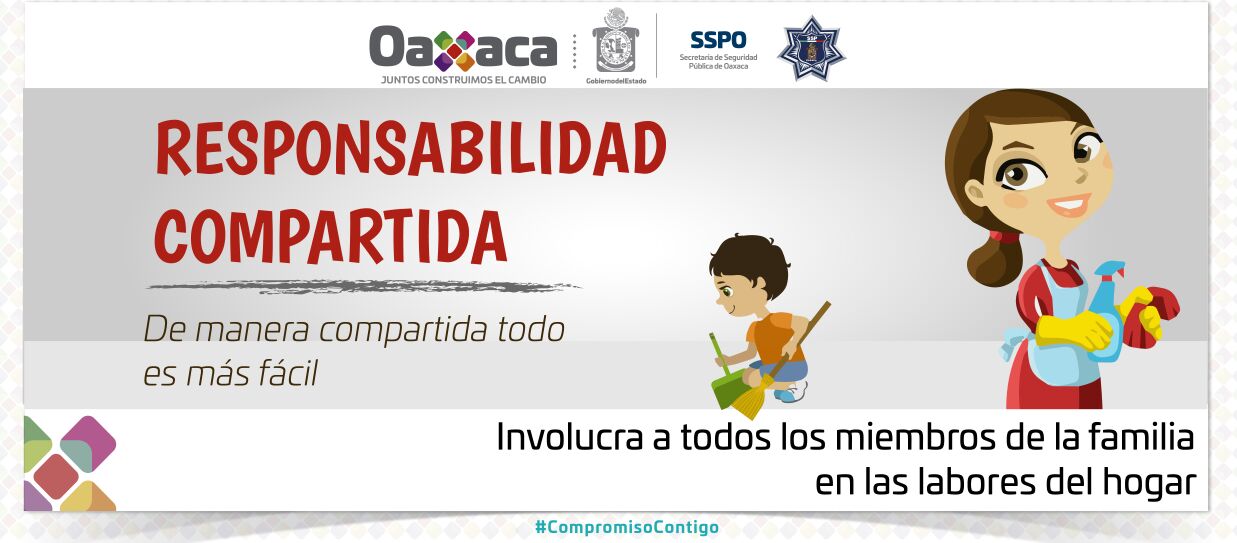 Oaxaca
JUNTOS CONSTRUIMOS EL CAMBIO
GobiernodelEstado
SSPO
Secretaría de Seguridad
Pública de Oaxaca
SSP
RESPONSABILIDAD
COMPARTIDA
De manera compartida todo
es más fácil
Involucra a todos los miembros de la familia
en las labores del hogar
#CompromisoContigo